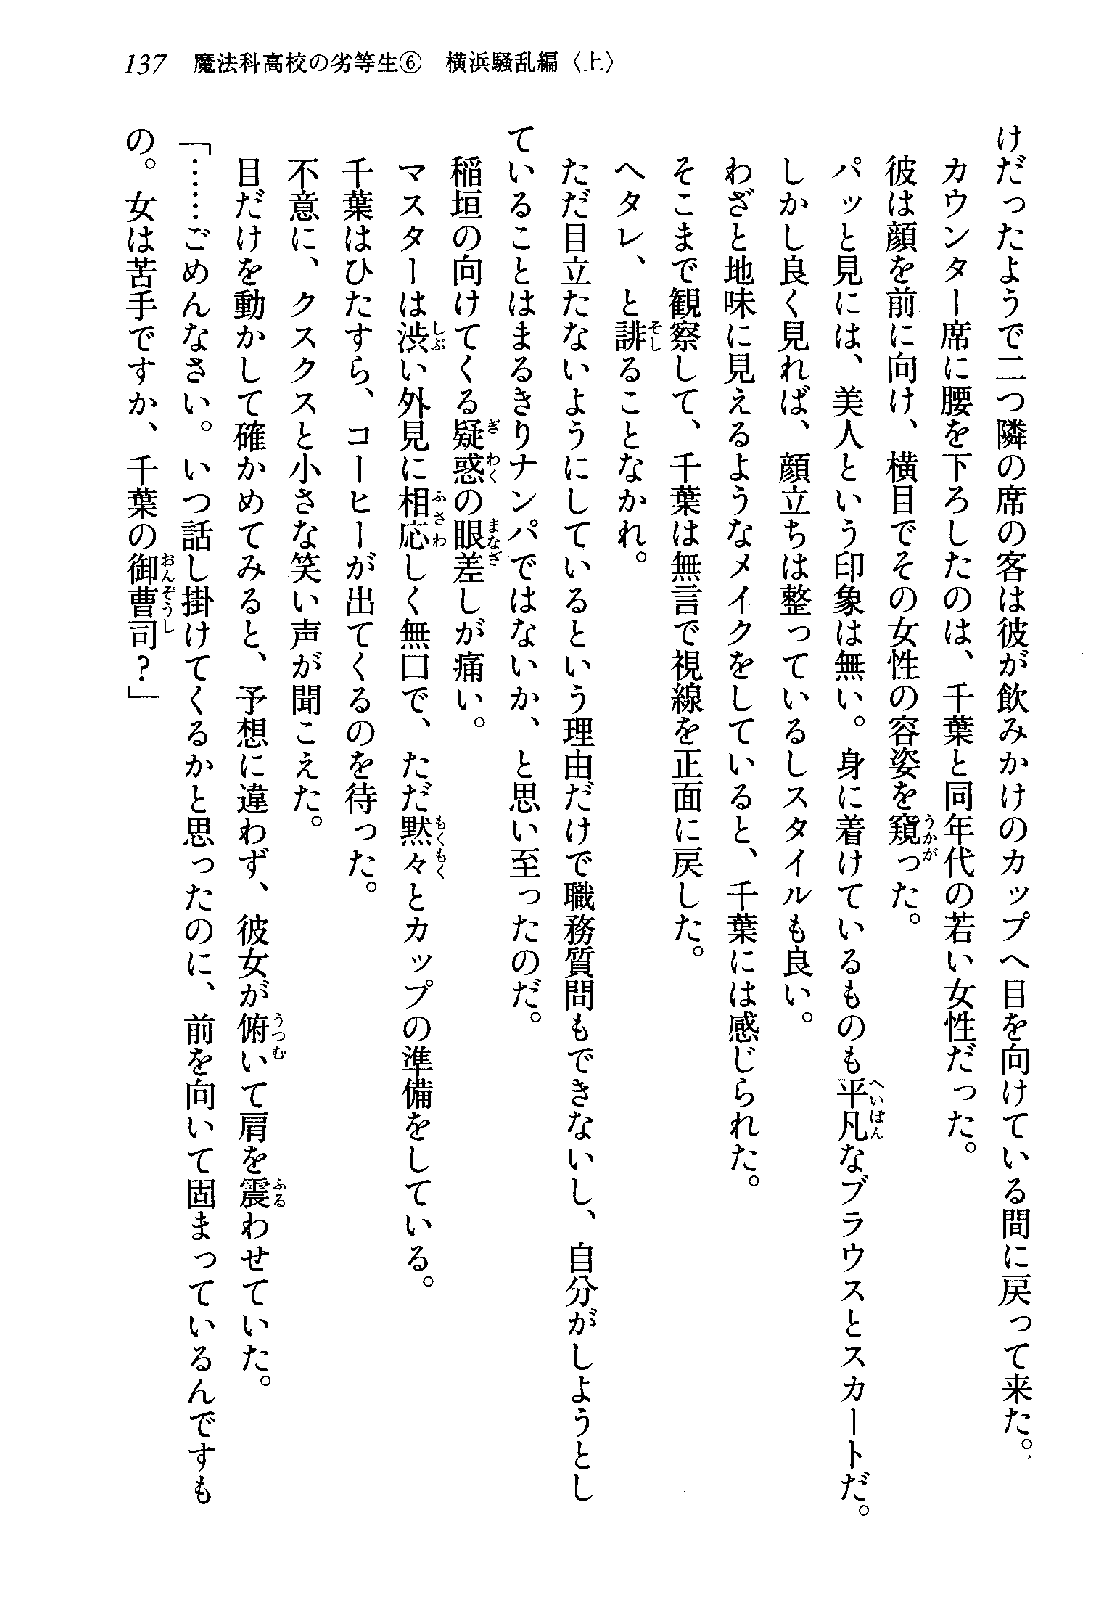 137 魔法科高校の劣等生⑥ 横浜騒乱編〈上〉
けだったようで二つ隣の席の客は彼が飲みかけのカップへ目を向けている間に戻って来た。
カウンター席に腰を下ろしたのは、千葉と同年代の若い女性だった。
彼は顔を前に向け、横目でその女性の容姿を窺った。
パッと見には、美人という印象は無い。身に着けているものも平凡なブラウスとスカートだ。
しかし良く見れば、顔立ちは整っているしスタイルも良い。
わざと地味に見えるようなメイクをしていると、千葉には感じられた。
そこまで観察して、千葉は無言で視線を正面に戻した。
ヘタレ、と誹ることなかれ。
ただ目立たないようにしているという理由だけで職務質問もできないし、自分がしようとし
ていることはまるきりナンパではないか、と思い至ったのだ。
稲垣の向けてくる疑惑の眼差しが痛い。
マスターは渋い外見に相応しく無口で、ただ黙々とカップの準備をしている。
千葉はひたすら、コーヒーが出てくるのを待った。
不意に、クスクスと小さな笑い声が聞こえた。
目だけを動かして確かめてみると、予想に違わず、彼女が俯いて肩を震わせていた。
「……ごめんなさい。いつ話し掛けてくるかと思ったのに、前を向いて固まっているんですも
の。女は苦手ですか、千葉の御曹司?」